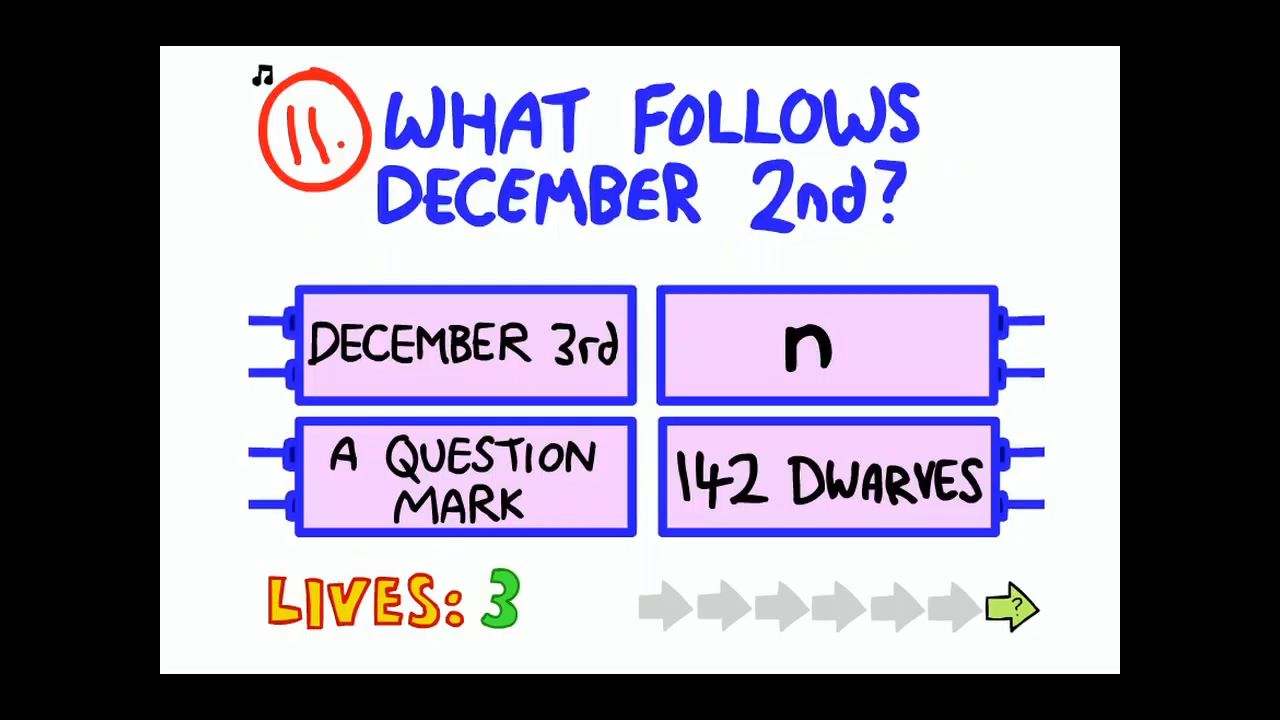 11.
WHAT FOLLOWS
DECEMBER 2nd?
DECEMBER 3rd
n
A QUESTION
MARK
142 DWARVES
LIVES: 3
?